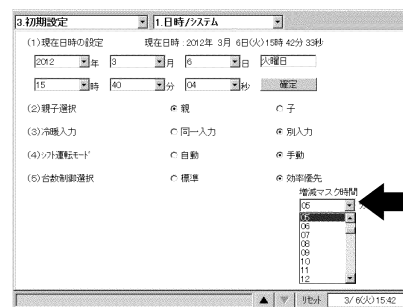 3.初期設定 1.日時/システム
(1)現在日時の設定 現在日時:2012年 3月 6日(火)15時 42分 33秒
2012 年 3 月 6 日 火曜日
15 時 40 分 04 秒 確定
(2)親子選択 親 子
(3)冷暖入力 同一入力 別入力
(4)シフト運転モード 自動 手動
(5)台数制御選択 標準 効率優先
増減マスク時間
05
05
06
07
08
09
10
11
12
リセット 3/ 6(火)15:42